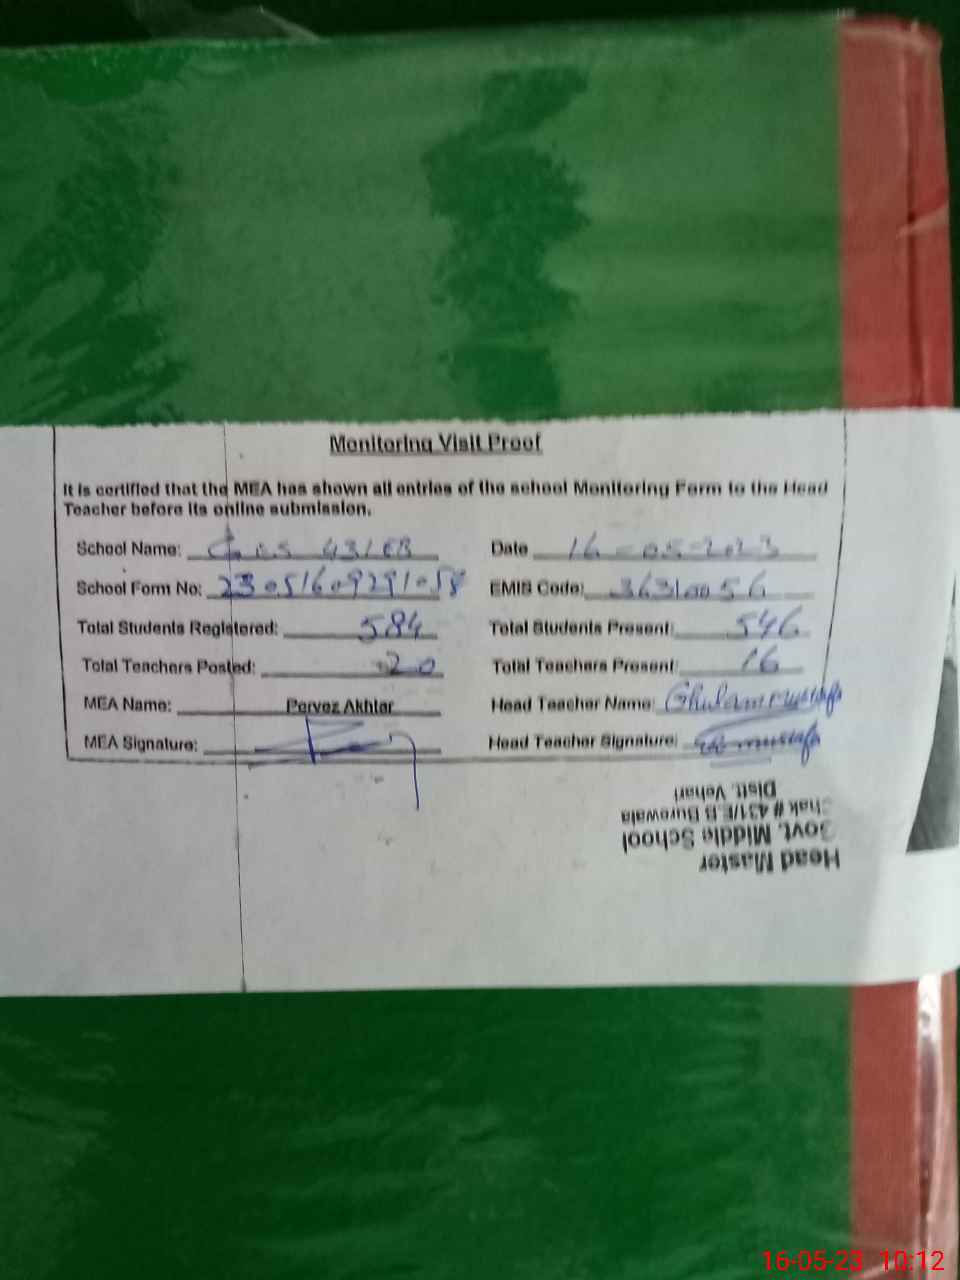 Monitoring Visit Proof
It is certified that the MEA has shown all entries of the school Monitoring Form to the Head
Teacher before its online submission.
School Name: 431EB Date 16-05-2023
School Form No: 23051609291058 EMIS Code: 36310056
Total Students Registered: 584 Total Students Present: 546
Total Teachers Posted: 20 Total Teachers Present: 16
MEA Name: Pervez Akhtar Head Teacher Name: Ghulam Mustafa
MEA Signature: Head Teacher Signature:
Head Master
Govt. Middle School
Chak # 431/E.B Burewala
Distt. Vehari
16-05-23 10:12